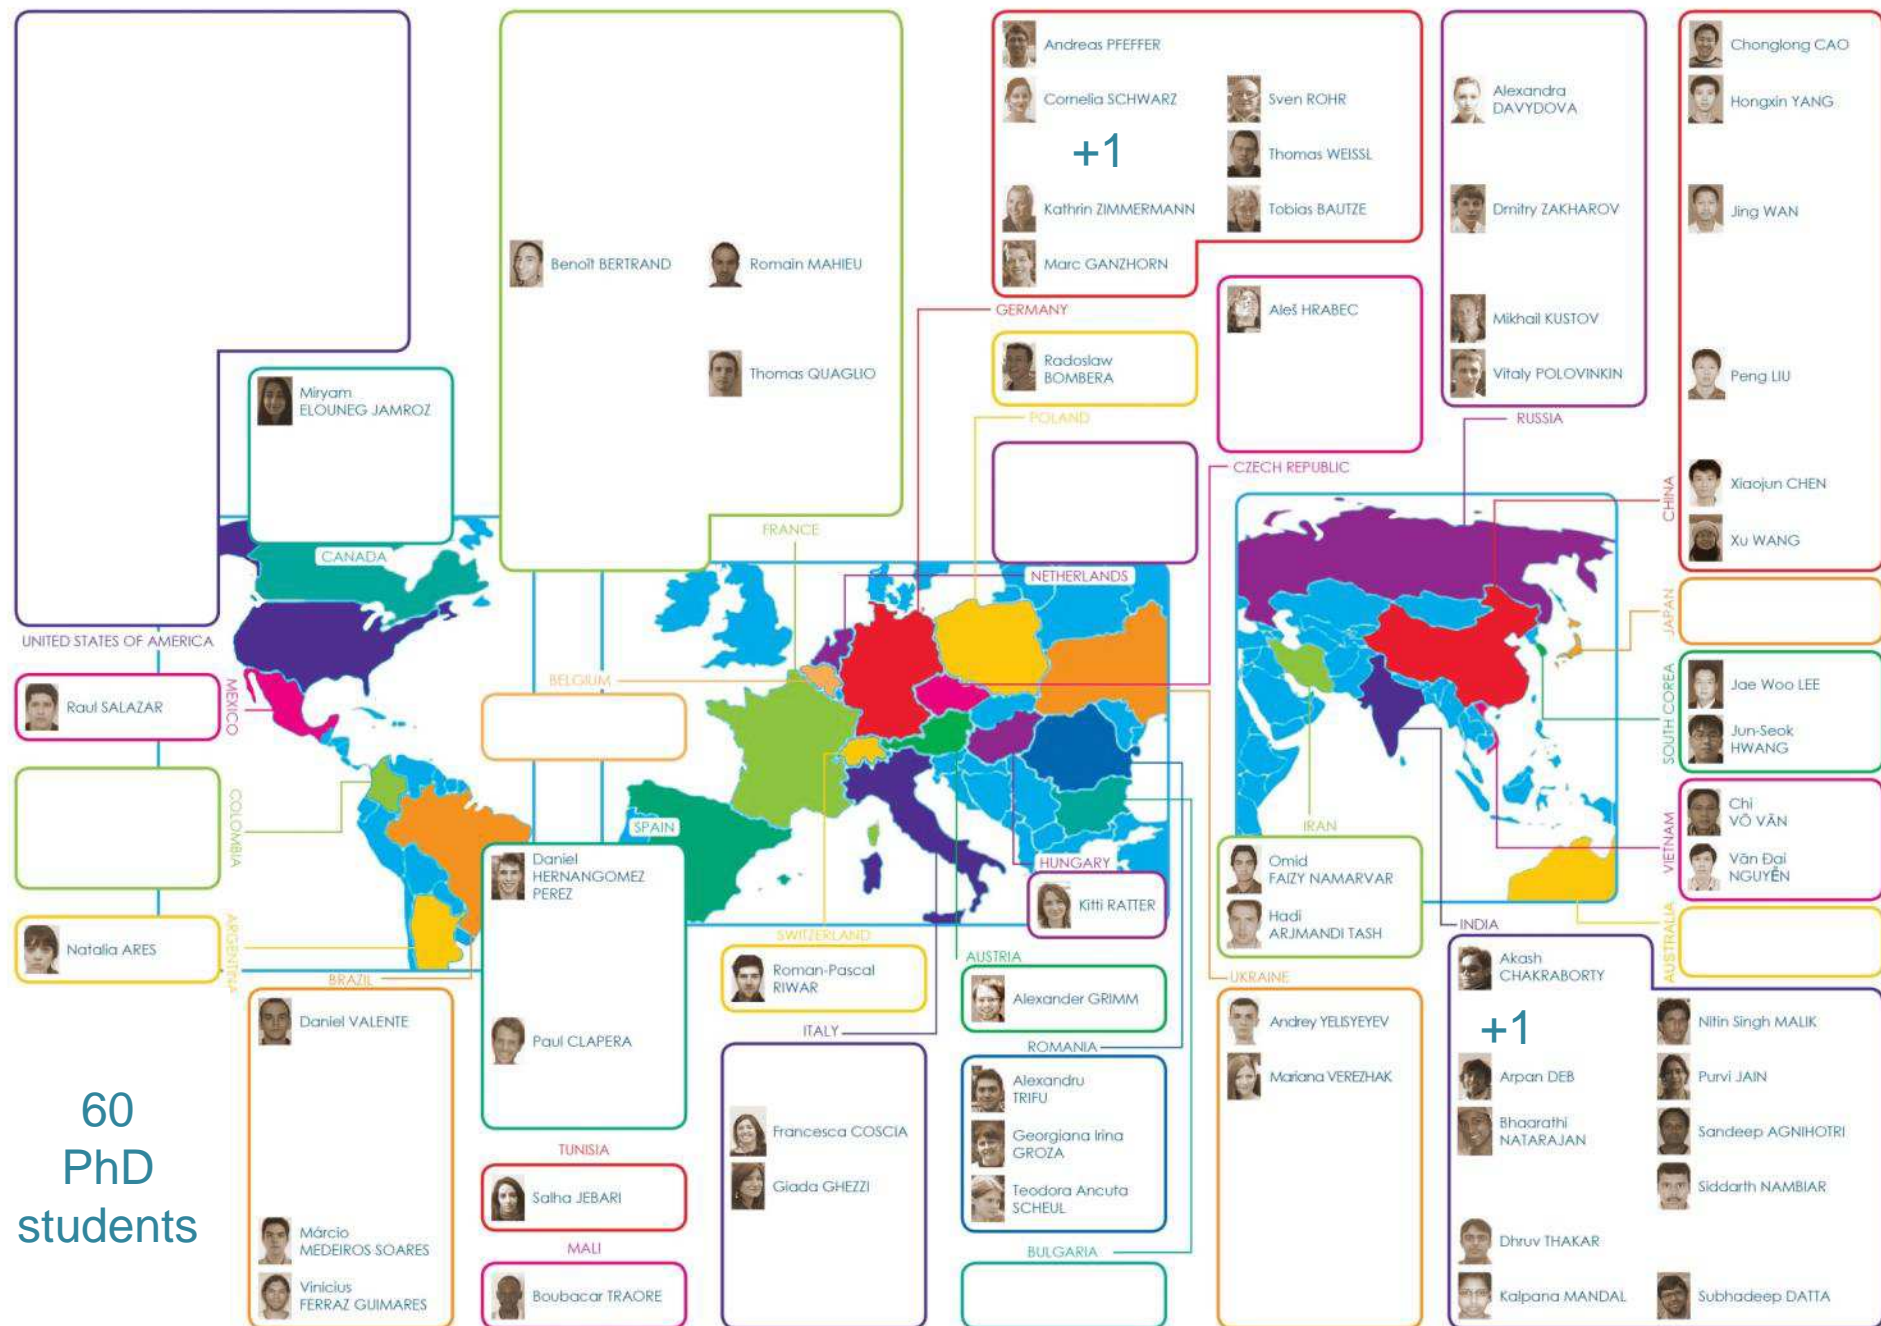 Andreas PFEFFER
Cornelia SCHWARZ
Sven ROHR
+1
Thomas WEISSL
Kathrin ZIMMERMANN
Tobias BAUTZE
Marc GANZHORN
GERMANY
Alexandra
DAVYDOVA
Dmitry ZAKHAROV
Mikhail KUSTOV
Vitaly POLOVINKIN
RUSSIA
Chonglong CAO
Hongxin YANG
Jing WAN
Peng LIU
Xiaojun CHEN
Xu WANG
CHINA
Benoît BERTRAND
Romain MAHIEU
Thomas QUAGLIO
FRANCE
Aleš HRABEC
CZECH REPUBLIC
Radoslaw
BOMBERA
POLAND
Miryam
ELOUNEG JAMROZ
CANADA
NETHERLANDS
UNITED STATES OF AMERICA
JAPAN
Raul SALAZAR
MEXICO
BELGIUM
Jae Woo LEE
Jun-Seok
HWANG
SOUTH COREA
COLOMBIA
SPAIN
Daniel
HERNANGOMEZ
PEREZ
Paul CLAPERA
HUNGARY
Kitti RATTER
IRAN
Omid
FAIZY NAMARVAR
Hadi
ARJMANDI TASH
Chi
VÕ VĂN
Văn Đai
NGUYỄN
VIETNAM
Natalia ARES
ARGENTINA
SWITZERLAND
Roman-Pascal
RIWAR
AUSTRIA
Alexander GRIMM
INDIA
AUSTRALIA
BRAZIL
Daniel VALENTE
Márcio
MEDEIROS SOARES
Vinicius
FERRAZ GUIMARES
ITALY
Francesca COSCIA
Giada GHEZZI
ROMANIA
Alexandru
TRIFU
Georgiana Irina
GROZA
Teodora Ancuta
SCHEUL
UKRAINE
Andrey YELISYEYEV
Mariana VEREZHAK
Akash
CHAKRABORTY
+1
Nitin Singh MALIK
Arpan DEB
Purvi JAIN
Bhaarathi
NATARAJAN
Sandeep AGNIHOTRI
Siddarth NAMBIAR
Dhruv THAKAR
Kalpana MANDAL
Subhadeep DATTA
60
PhD
students
TUNISIA
Salha JEBARI
MALI
Boubacar TRAORE
BULGARIA